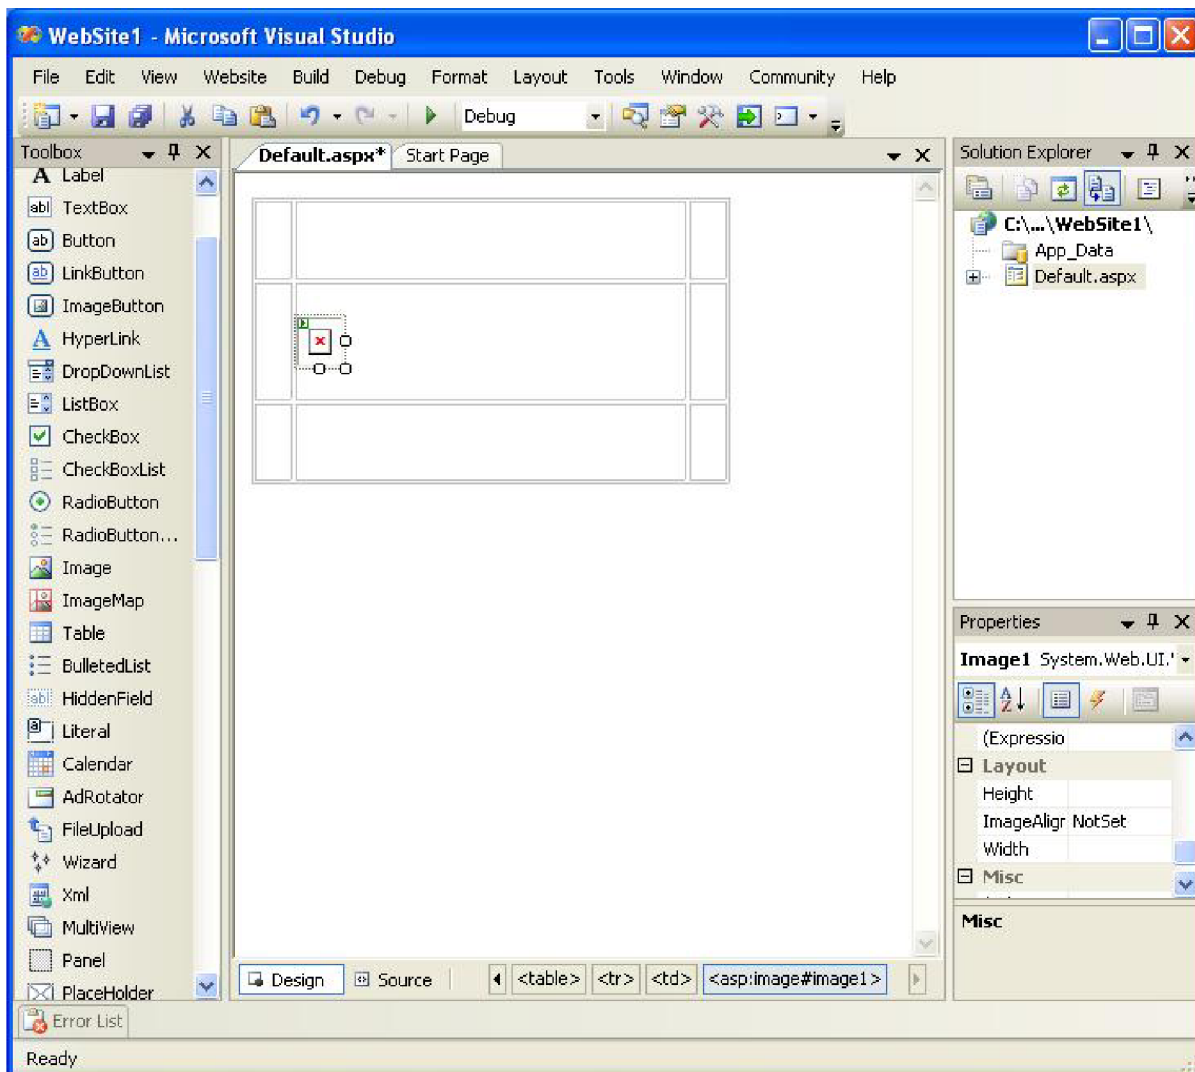 WebSite1 - Microsoft Visual Studio
File Edit View Website Build Debug Format Layout Tools Window Community Help
Debug
Toolbox
A Label
abl TextBox
ab Button
ab LinkButton
ImageButton
A HyperLink
DropDownList
ListBox
CheckBox
CheckBoxList
RadioButton
RadioButton...
Image
ImageMap
Table
BulletedList
abl HiddenField
Literal
Calendar
AdRotator
FileUpload
Wizard
Xml
MultiView
Panel
PlaceHolder
Default.aspx* Start Page
Design Source <table> <tr> <td> <asp:image#image1>
Solution Explorer
C:\...\WebSite1\
App_Data
Default.aspx
Properties
Image1 System.Web.UI.'
(Expressio
Layout
Height
ImageAligr NotSet
Width
Misc
Misc
Error List
Ready